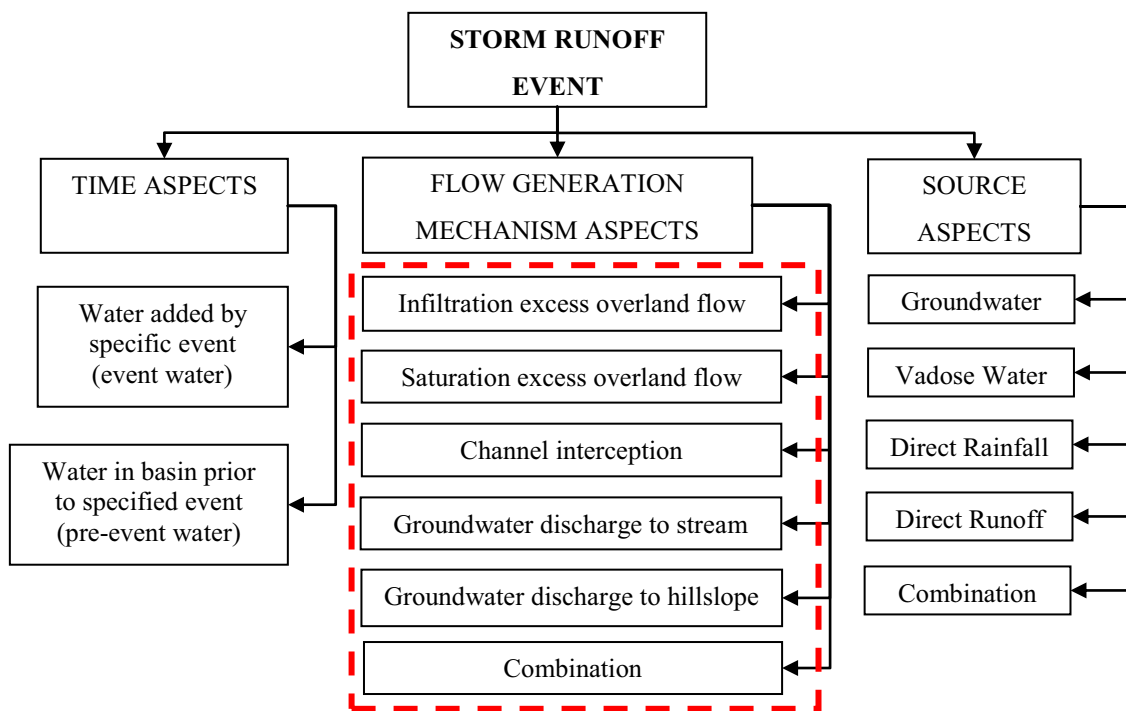 STORM RUNOFF
EVENT
TIME ASPECTS
Water added by
specific event
(event water)
Water in basin prior
to specified event
(pre-event water)
FLOW GENERATION
MECHANISM ASPECTS
Infiltration excess overland flow
Saturation excess overland flow
Channel interception
Groundwater discharge to stream
Groundwater discharge to hillslope
Combination
SOURCE
ASPECTS
Groundwater
Vadose Water
Direct Rainfall
Direct Runoff
Combination